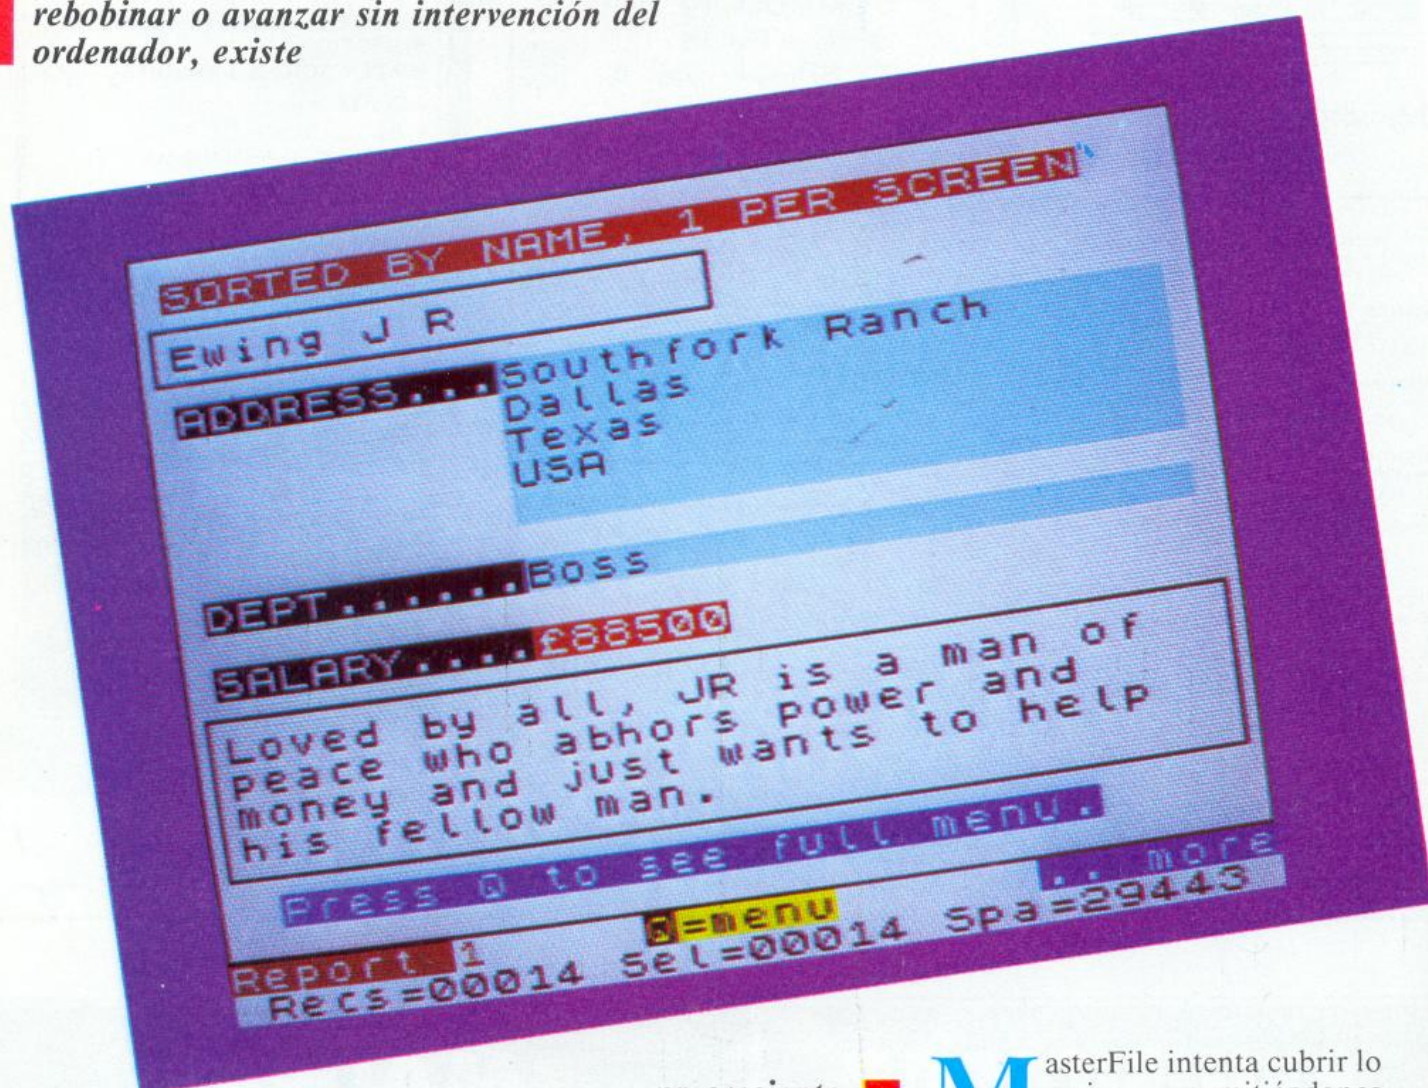 rebobinar o avanzar sin intervención del
ordenador, existe
SORTED BY NAME, 1 PER SCREEN
Ewing J R
ADDRESS...Southfork Ranch
Dallas
Texas
USA
DEPT......Boss
SALARY....£88500
Loved by all, JR is a man of
peace who abhors power and
money and just wants to help
his fellow man.
Press Q to see full menu.
.. more
Report 1 Q=menu
Recs=00014 Sel=00014 Spa=29443
MasterFile intenta cubrir lo